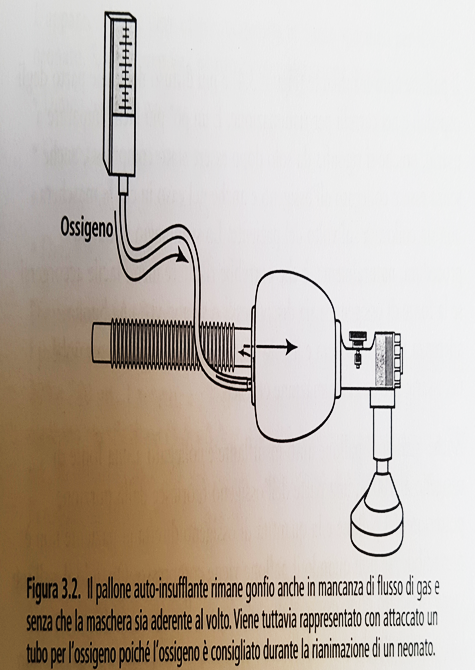 Ossigeno
Figura 3.2. Il pallone auto-insufflante rimane gonfio anche in mancanza di flusso di gas e
senza che la maschera sia aderente al volto. Viene tuttavia rappresentato con attaccato un
tubo per l'ossigeno poiché l'ossigeno è consigliato durante la rianimazione di un neonato.